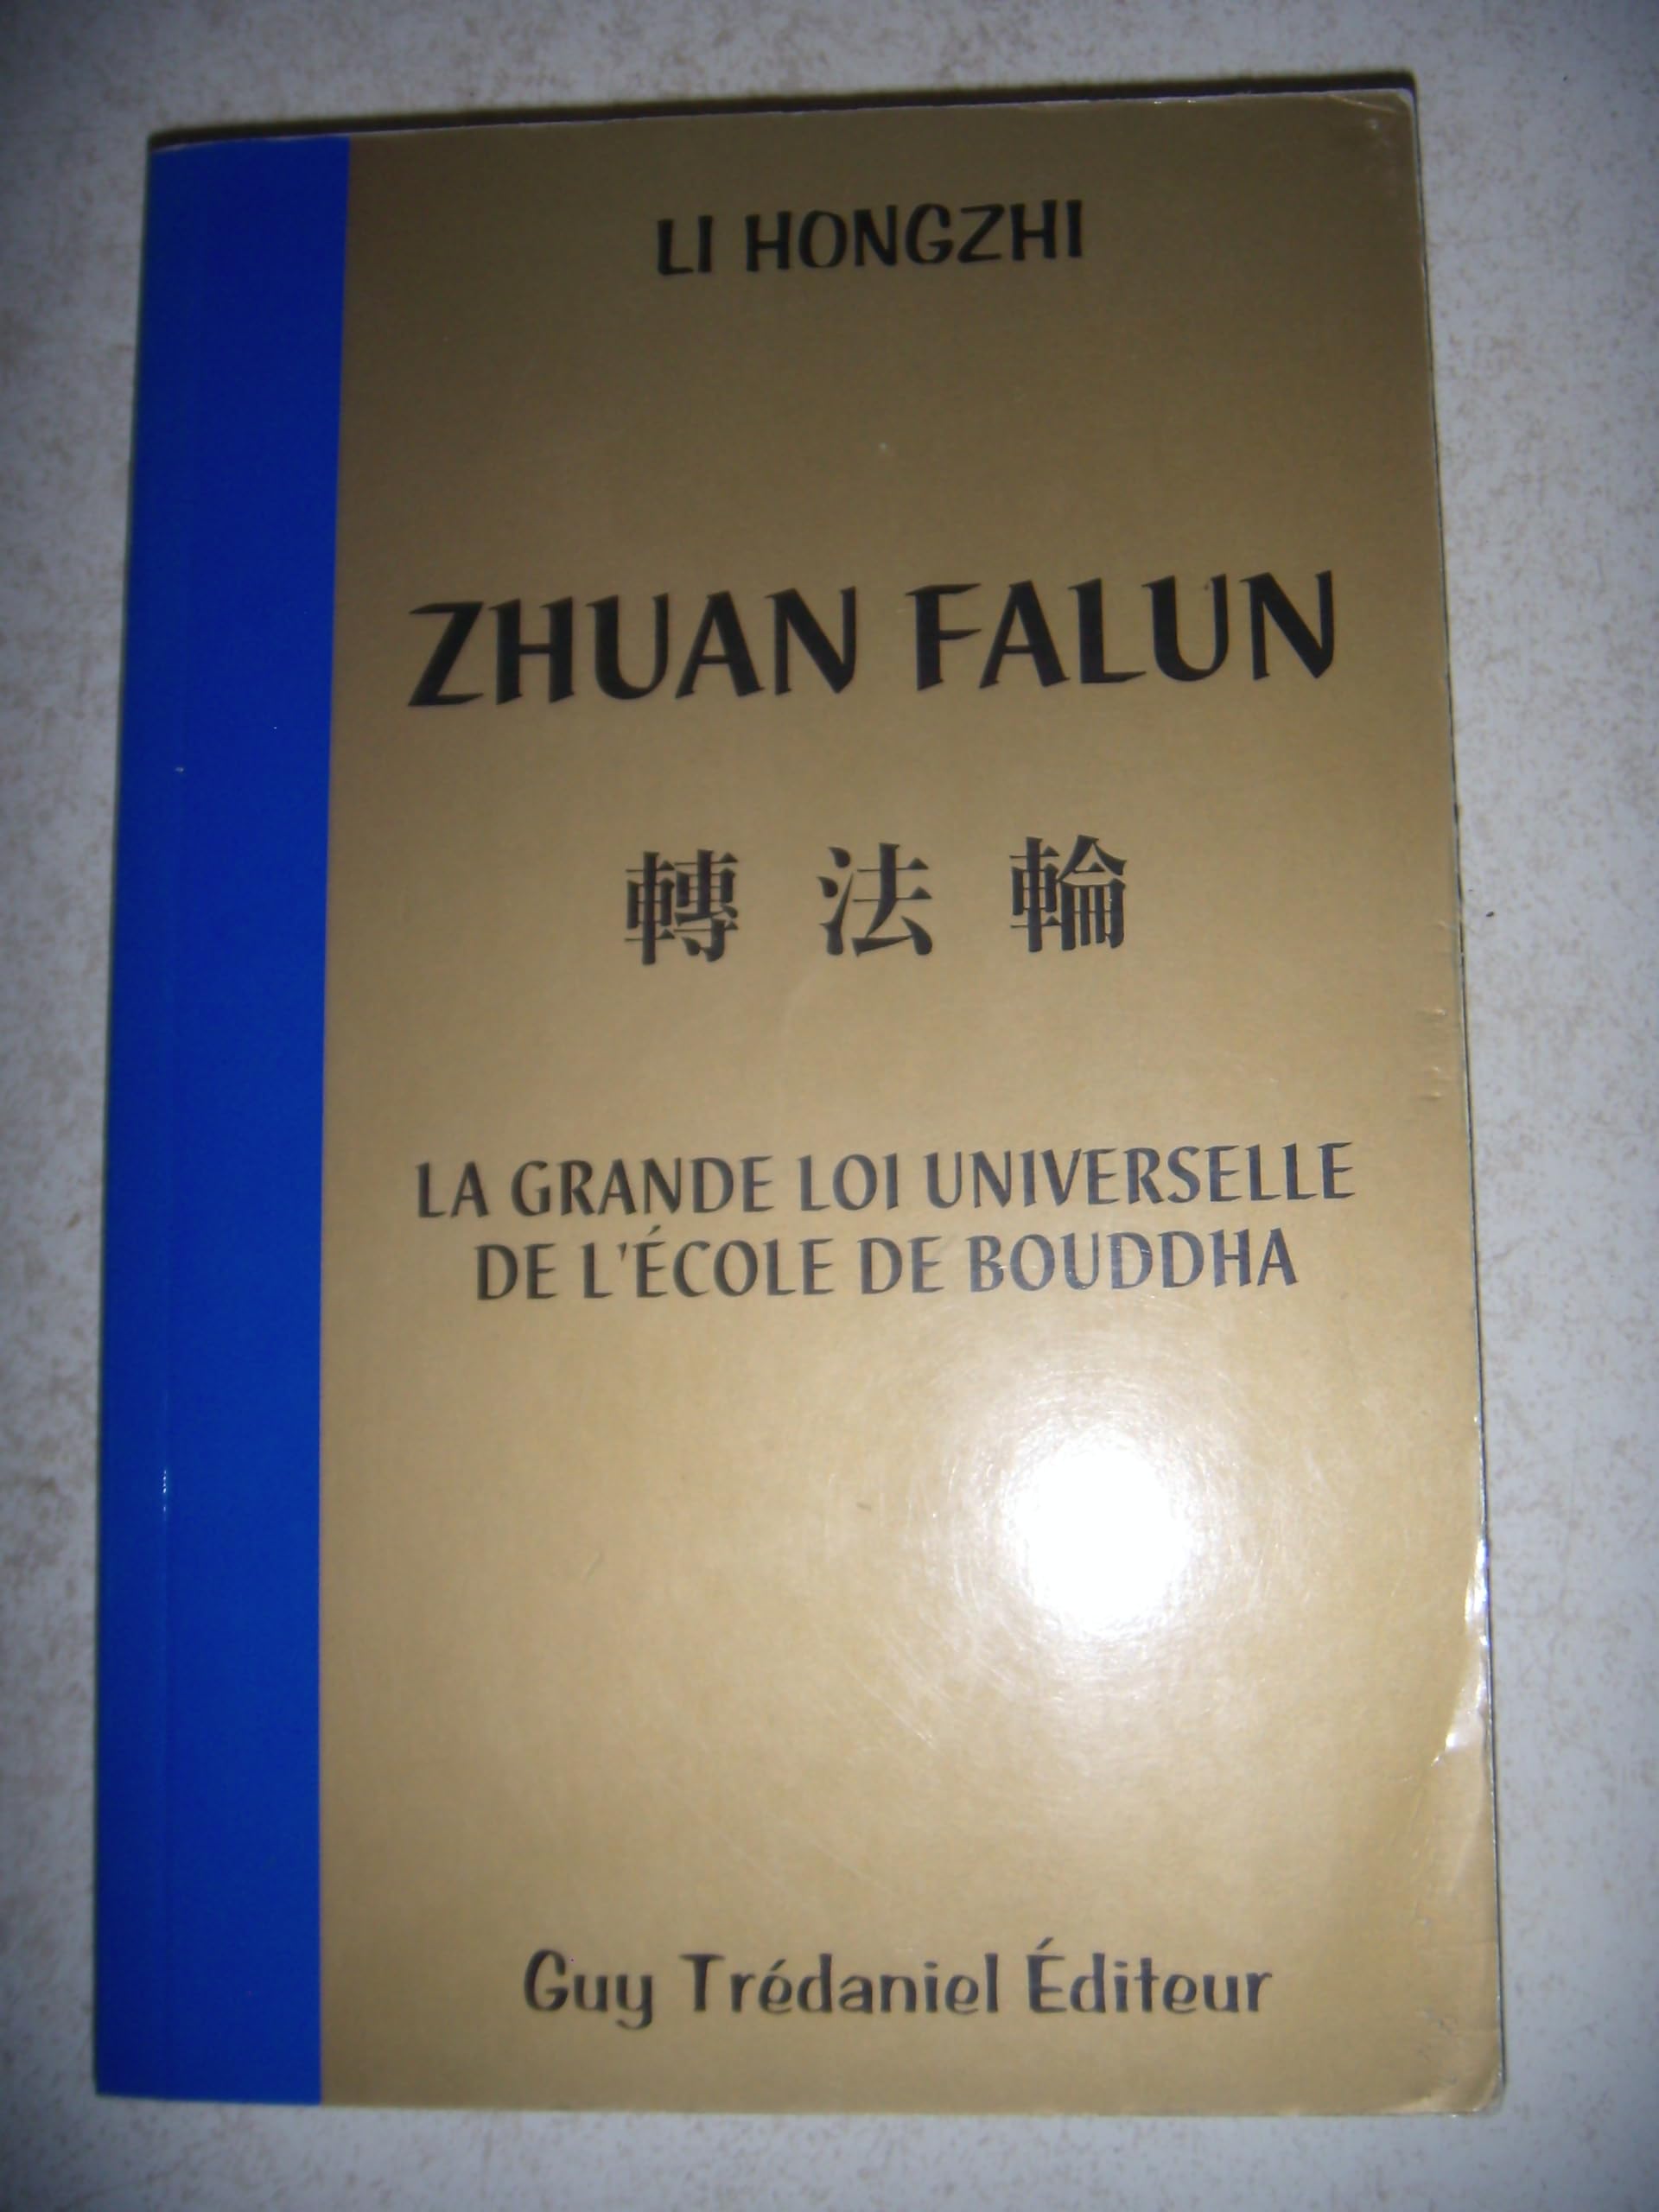 LI HONGZHI
ZHUAN FALUN
轉 法 輪
LA GRANDE LOI UNIVERSELLE
DE L'ÉCOLE DE BOUDDHA
Guy Trédaniel Éditeur